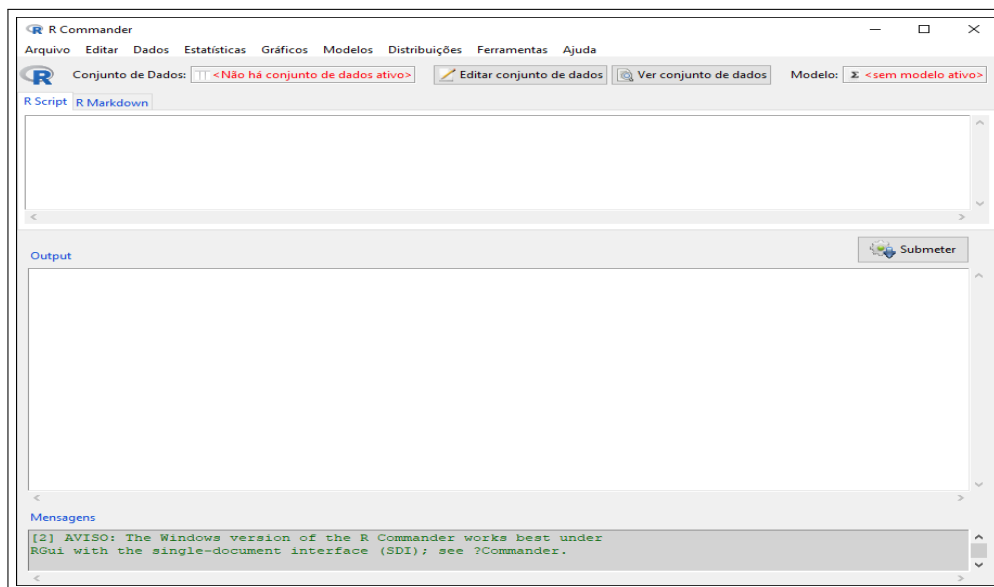 R Commander
Arquivo Editar Dados Estatísticas Gráficos Modelos Distribuições Ferramentas Ajuda
R Conjunto de Dados: <Não há conjunto de dados ativo> Editar conjunto de dados Ver conjunto de dados Modelo: Σ <sem modelo ativo>
R Script R Markdown
Output Submeter
Mensagens
[2] AVISO: The Windows version of the R Commander works best under
RGui with the single-document interface (SDI); see ?Commander.